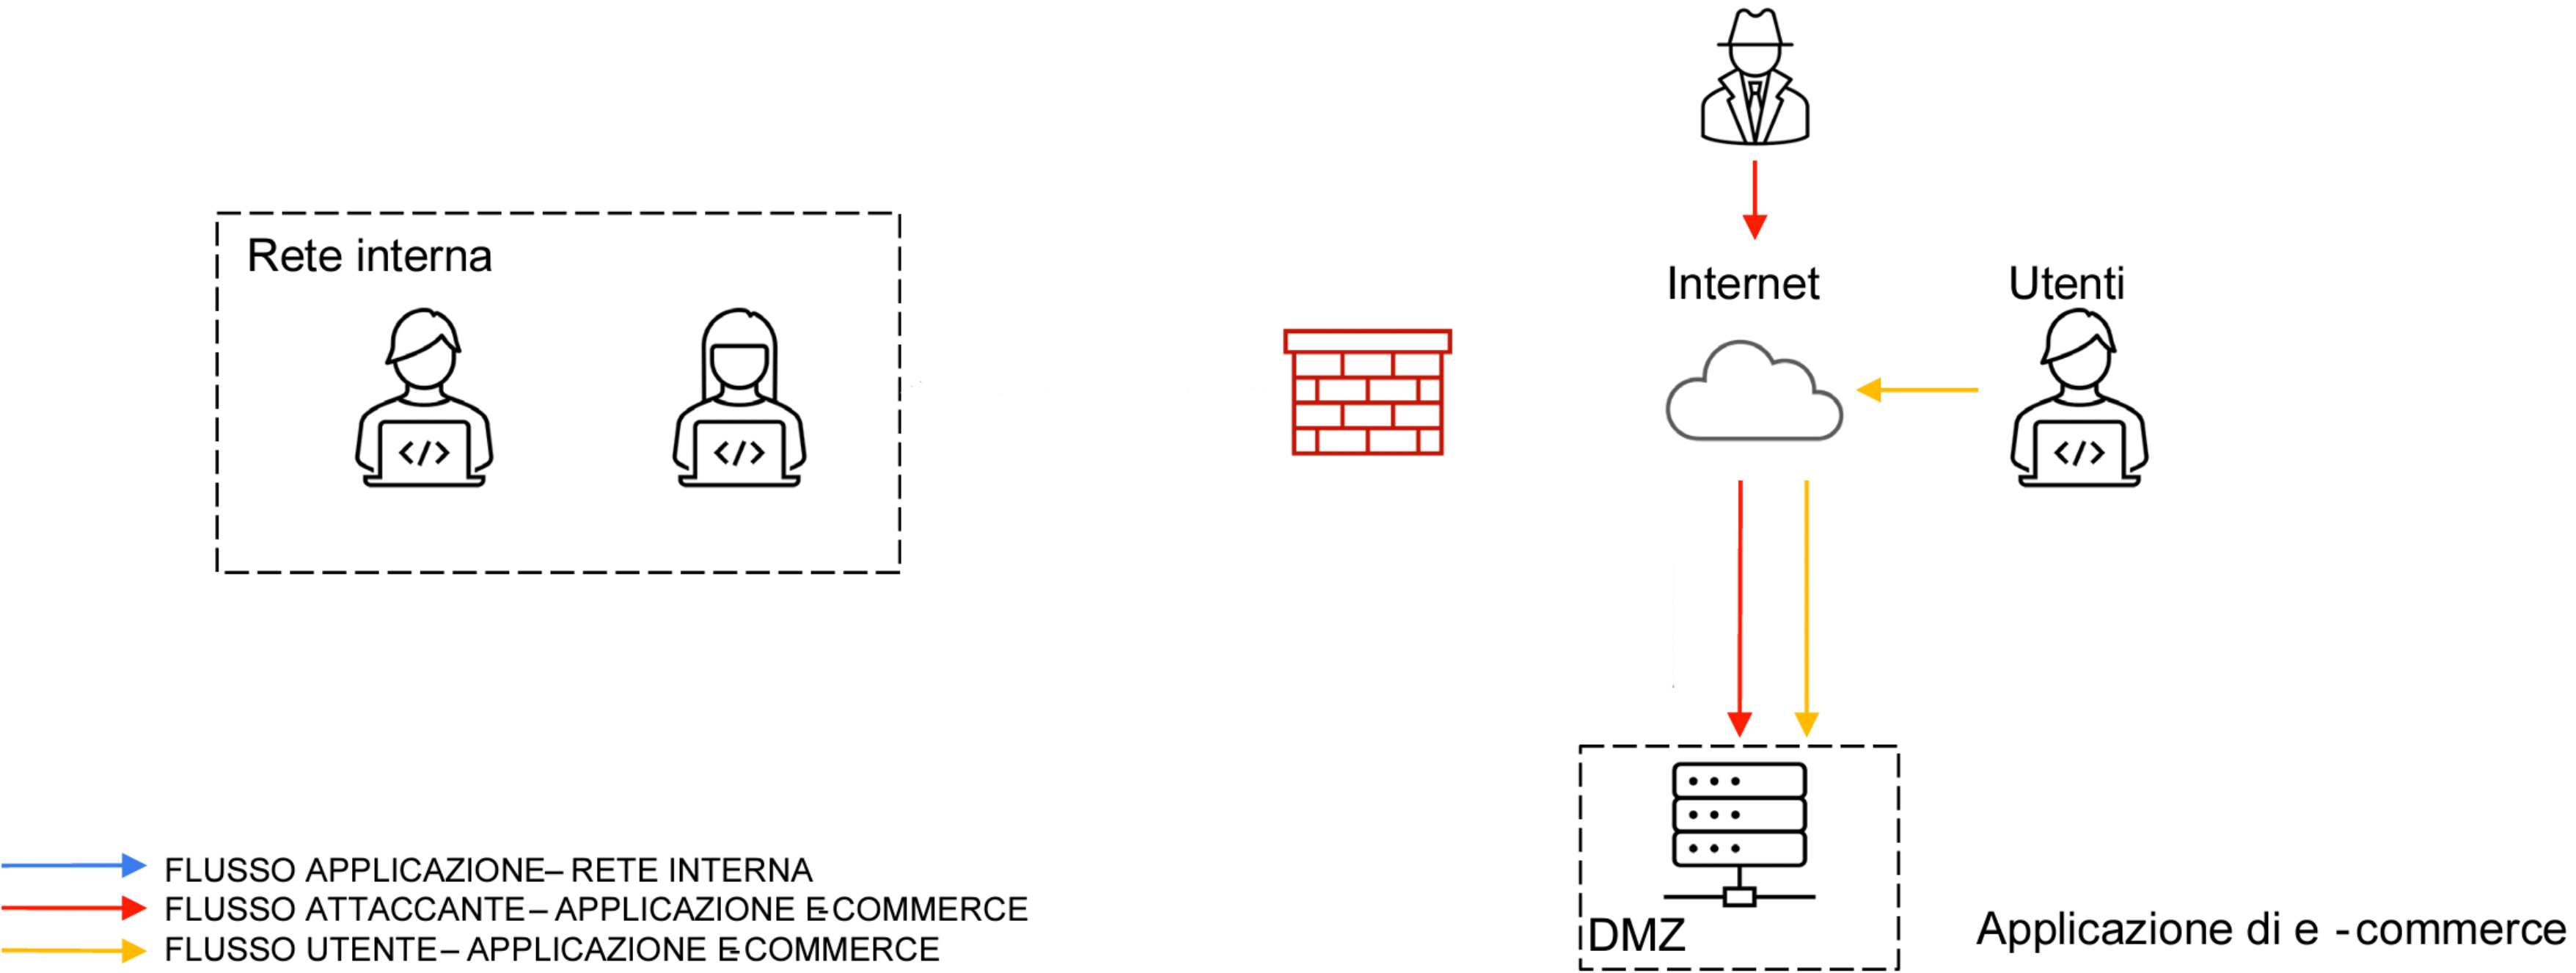 Rete interna
Internet
Utenti
</>
</>
</>
FLUSSO APPLICAZIONE– RETE INTERNA
FLUSSO ATTACCANTE– APPLICAZIONE E-COMMERCE
FLUSSO UTENTE– APPLICAZIONE E-COMMERCE
DMZ
Applicazione di e -commerce